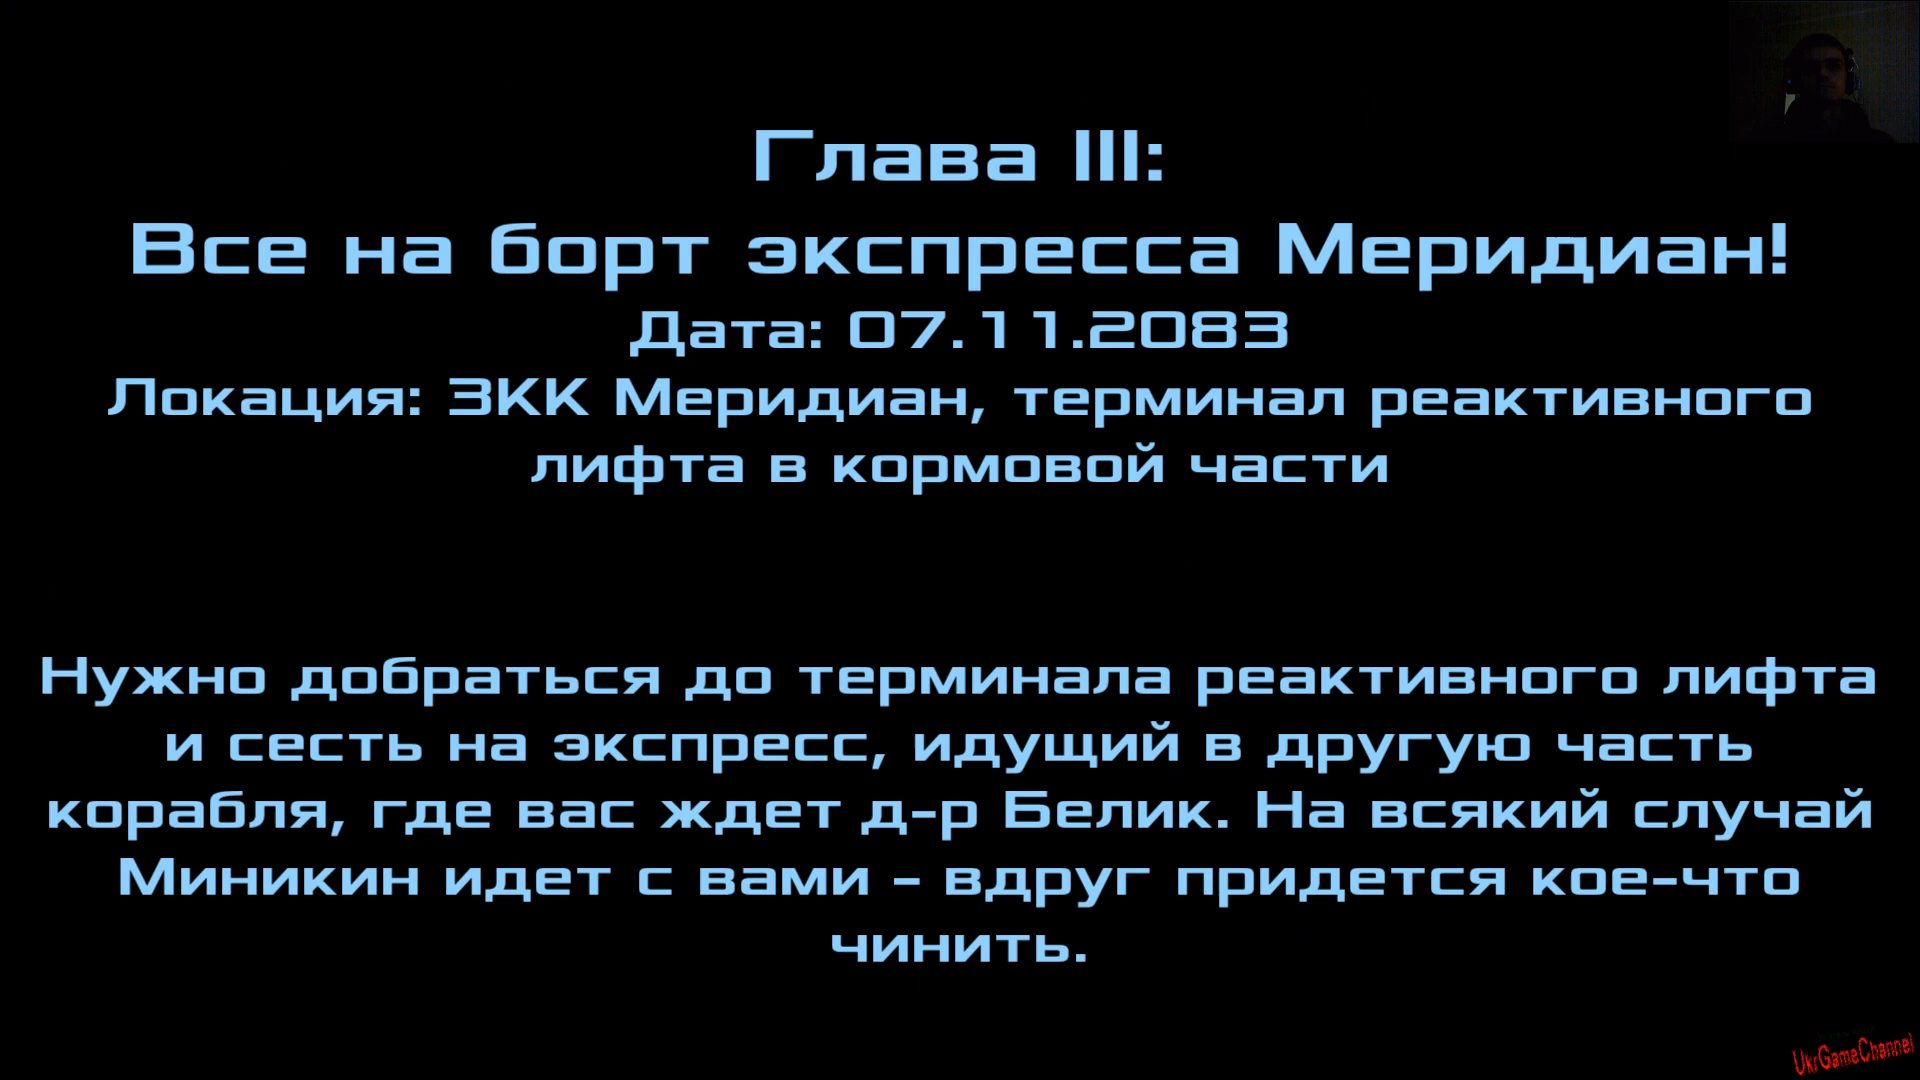 Глава III:
Все на борт экспресса Меридиан!
Дата: 07.11.2083
Локация: ЗКК Меридиан, терминал реактивного
лифта в кормовой части
Нужно добраться до терминала реактивного лифта
и сесть на экспресс, идущий в другую часть
корабля, где вас ждет д-р Белик. На всякий случай
Миникин идет с вами - вдруг придется кое-что
чинить.
UkrGameChannel